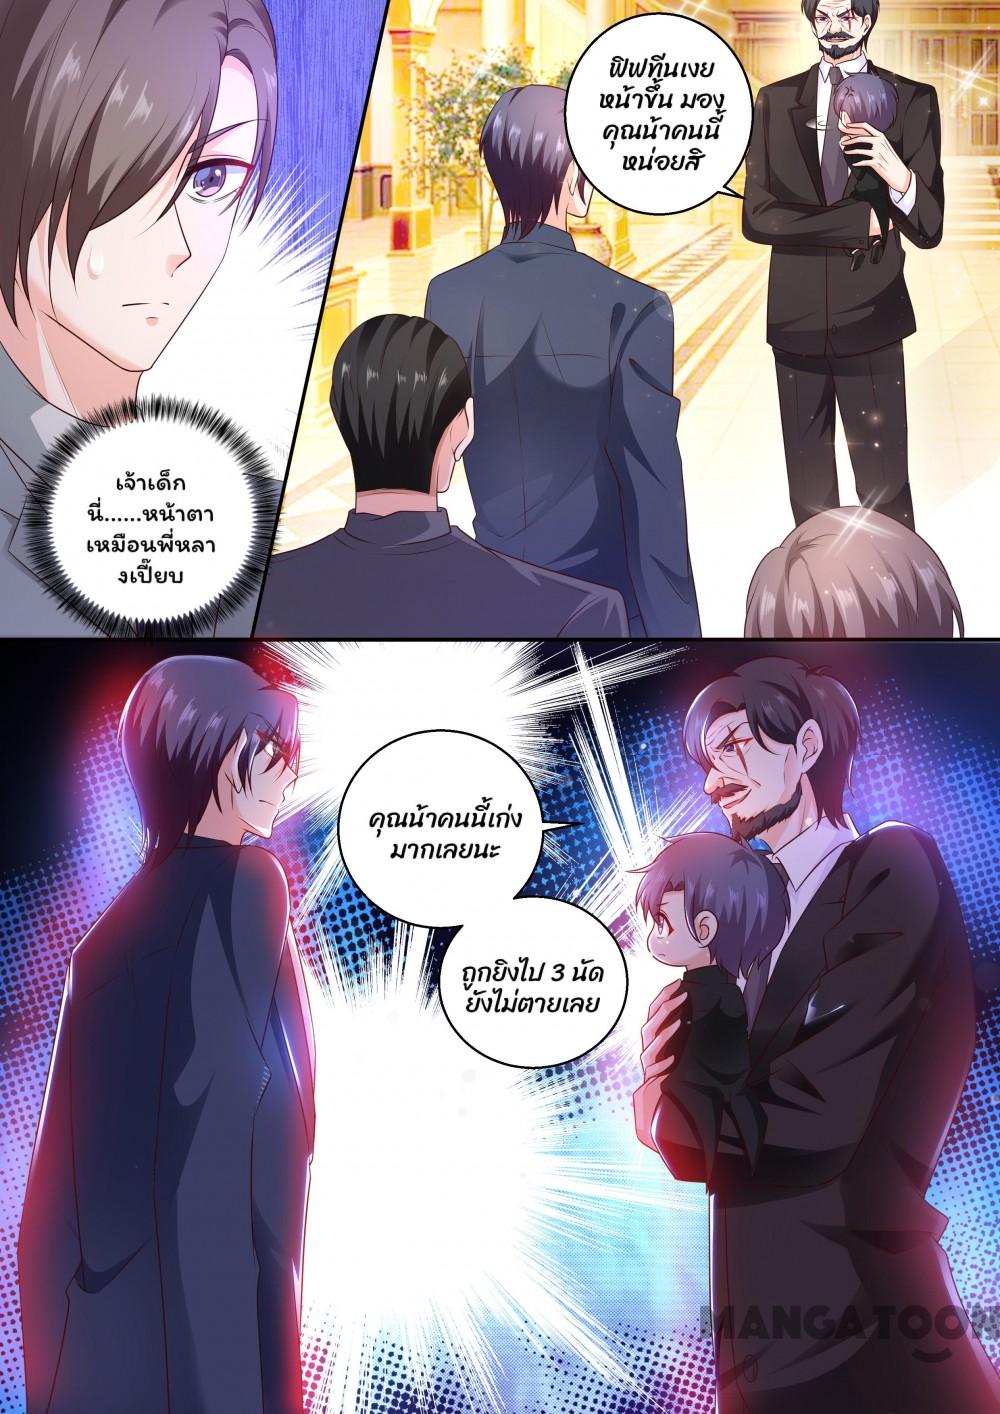 ฟิฟทีนเงย
หน้าขึ้น มอง
คุณน้าคนนี้
หน่อยสิ
เจ้าเด็ก
นี่......หน้าตา
เหมือนพี่หลา
งเปี๊ยบ
คุณน้าคนนี้เก่ง
มากเลยนะ
ถูกยิงไป 3 นัด
ยังไม่ตายเลย
MANGATOON